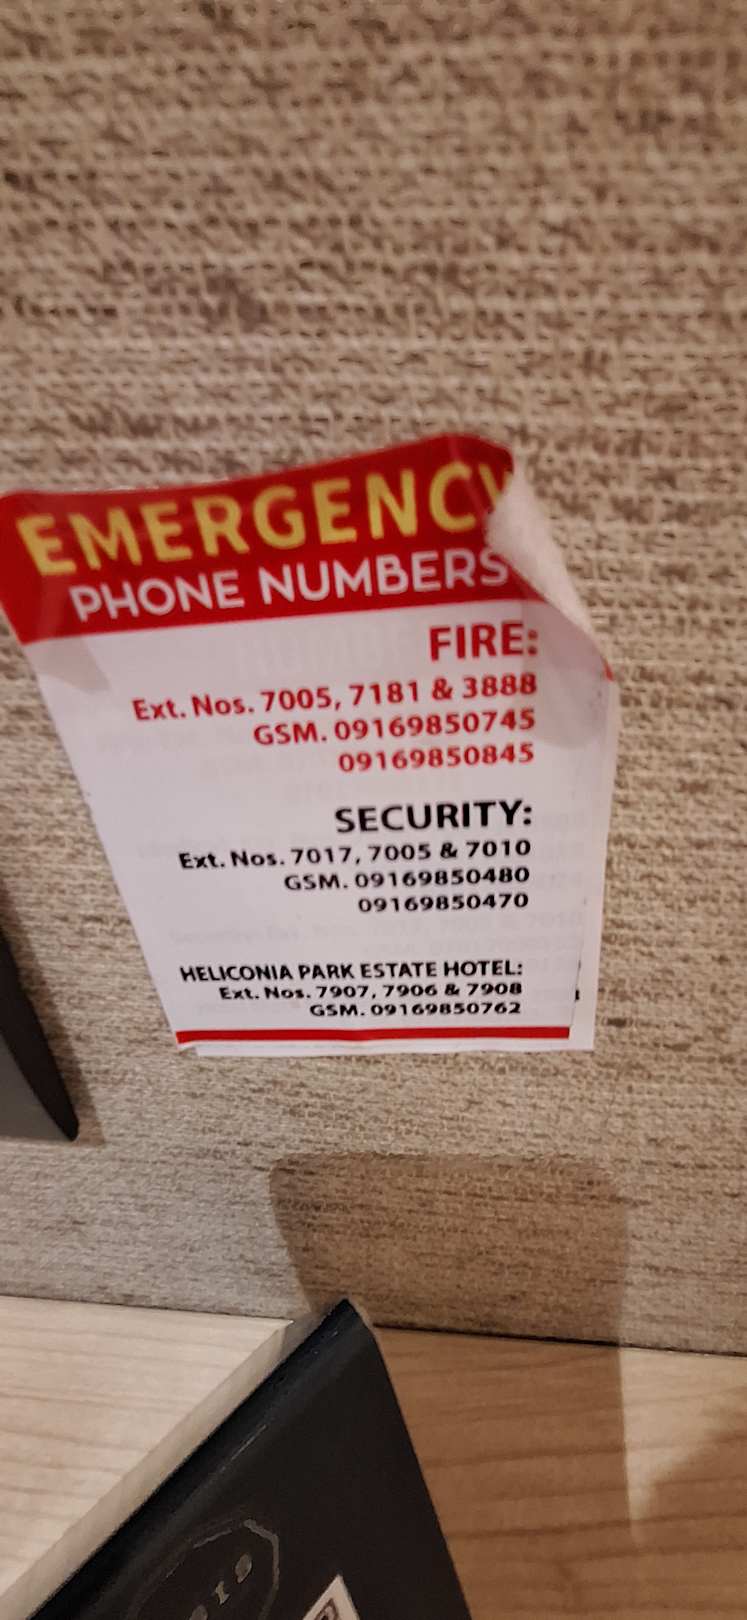 EMERGENCY
PHONE NUMBERS
FIRE:
Ext. Nos. 7005, 7181 & 3888
GSM. 09169850745
09169850845
SECURITY:
Ext. Nos. 7017, 7005 & 7010
GSM. 09169850480
09169850470
HELICONIA PARK ESTATE HOTEL:
Ext. Nos. 7907, 7906 & 7908
GSM. 09169850762